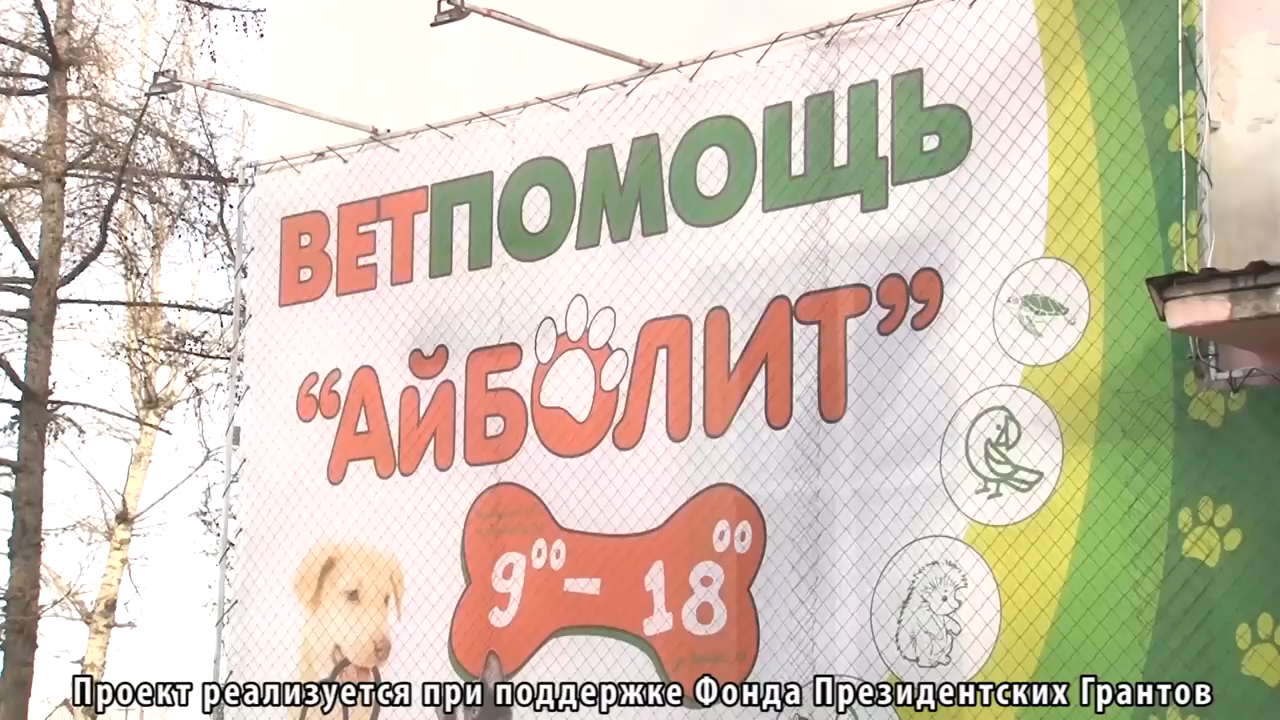 ВЕТПОМОЩЬ
“АЙБОЛИТ”
9⁰⁰ – 18⁰⁰
Проект реализуется при поддержке Фонда Президентских Грантов